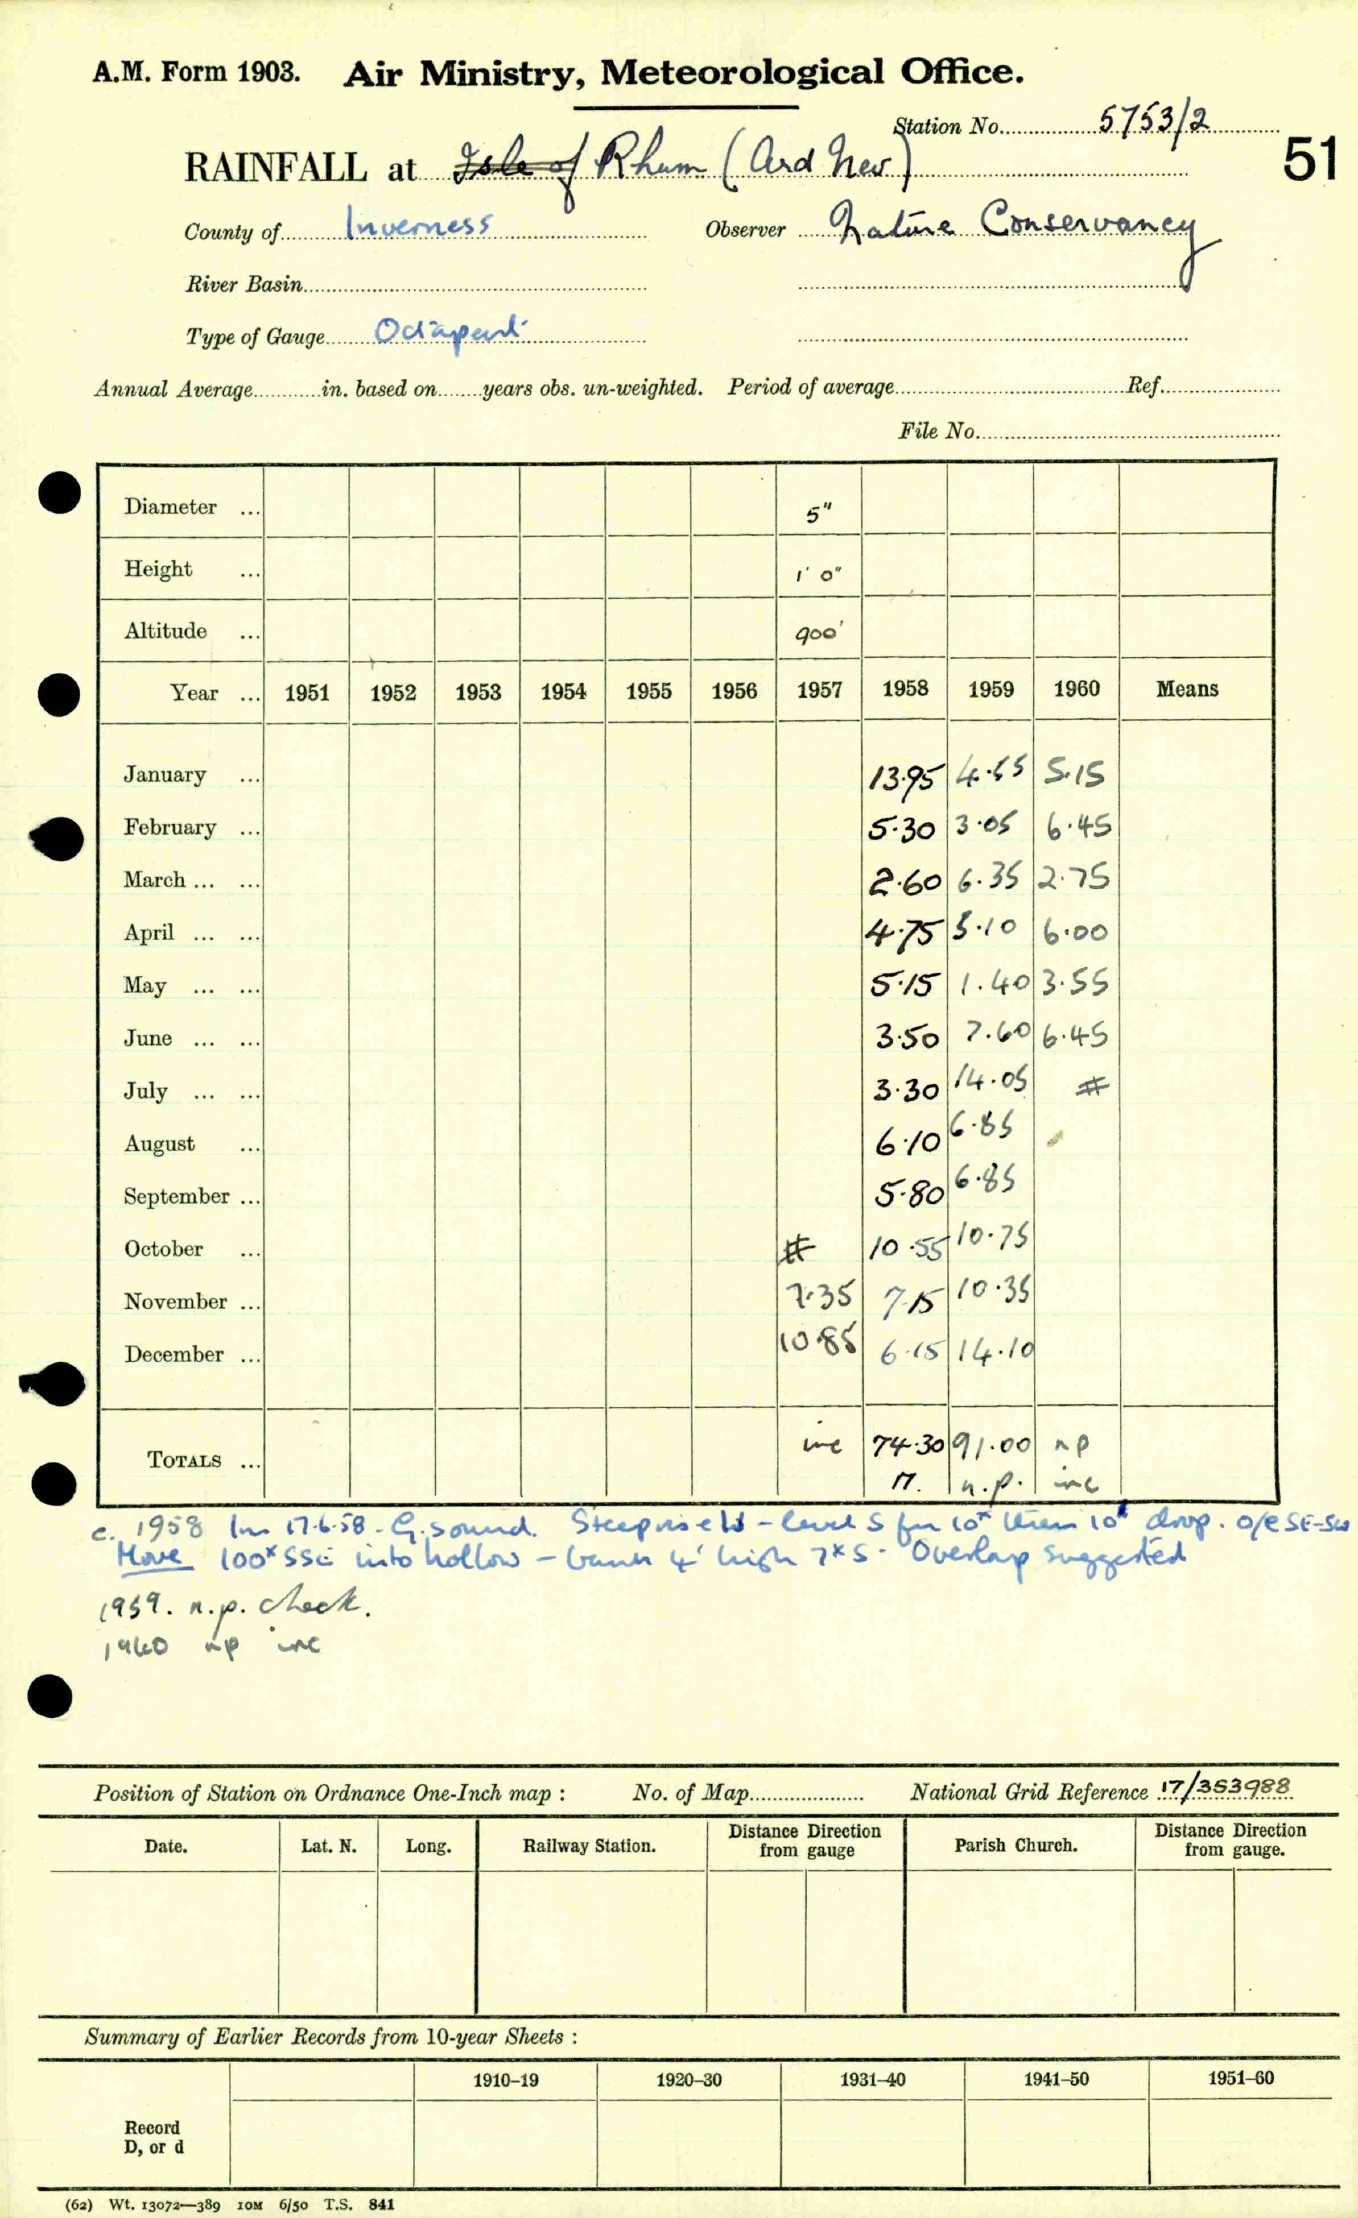 A.M. Form 1903. Air Ministry, Meteorological Office.
Station No. 5753/2
51
RAINFALL at Isle of Rhum (Ard Nev)
County of Inverness Observer Nature Conservancy
River Basin
Type of Gauge Octapent
Annual Average in. based on years obs. un-weighted. Period of average Ref.
File No.
Diameter ... 5"
Height ... 1' 0"
Altitude ... 900'
Year ... 1951 1952 1953 1954 1955 1956 1957 1958 1959 1960 Means
January ... 13.95 4.55 5.15
February ... 5.30 3.05 6.45
March ... ... 2.60 6.35 2.75
April ... ... 4.75 5.10 6.00
May ... ... 5.15 1.40 3.55
June ... ... 3.50 7.60 6.45
July ... ... 3.30 14.05 #
August ... 6.10 6.85
September ... 5.80 6.85
October ... # 10.55 10.75
November ... 7.35 7.15 10.35
December ... 10.85 6.15 14.10
TOTALS ... inc 74.30 91.00 np
n.p. inc
c. 1958 In 17.6.58. G. sound. Steep rise W - level S for 10x then 10x drop. O/E SE-SW
Move 100x SSE into hollow - bank 4' high 7x S. Overlap suggested
1959. n.p. check.
1960 np inc
Position of Station on Ordnance One-Inch map : No. of Map National Grid Reference 17/353988
Date. Lat. N. Long. Railway Station. Distance Direction from gauge Parish Church. Distance Direction from gauge.
Summary of Earlier Records from 10-year Sheets :
1910–19 1920–30 1931–40 1941–50 1951–60
Record
D, or d
(62) Wt. 13072—389 10M 6/50 T.S. 841